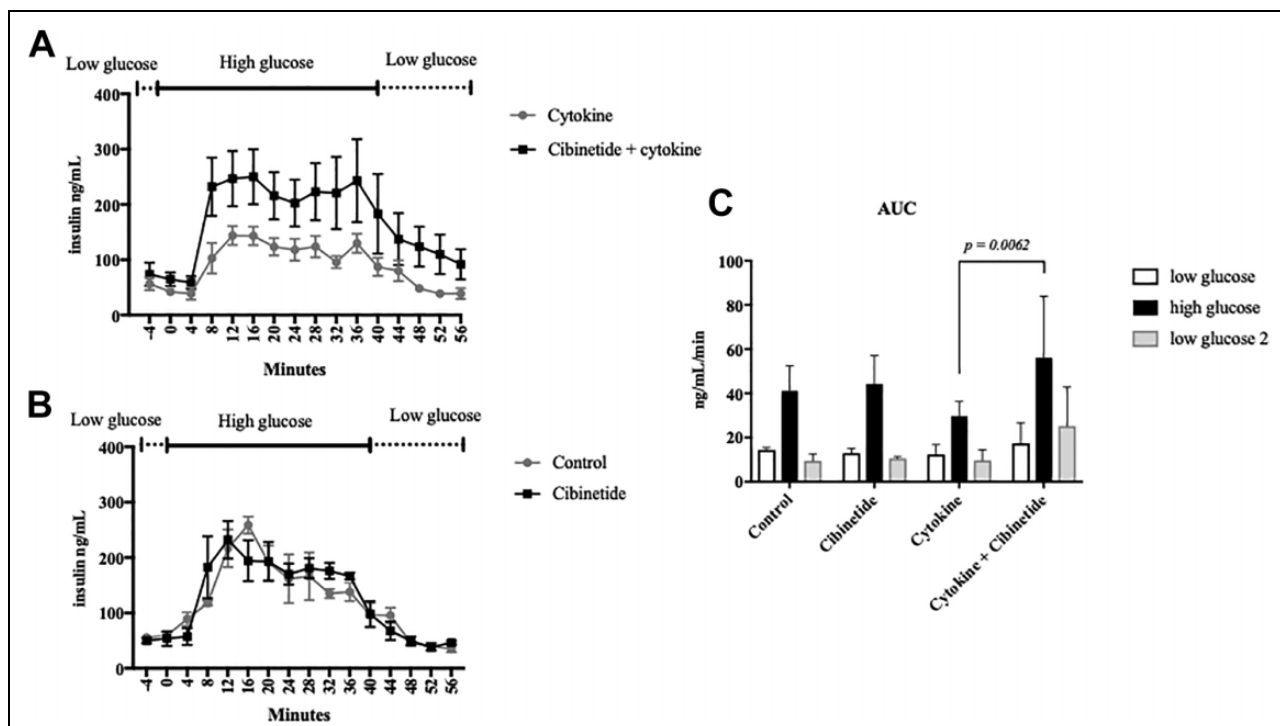 A
Low glucose High glucose Low glucose
400
300
200
100
0
insulin ng/mL
-4 0 4 8 12 16 20 24 28 32 36 40 44 48 52 56
Minutes
Cytokine
Cibinetide + cytokine
B
Low glucose High glucose Low glucose
400
300
200
100
0
insulin ng/mL
-4 0 4 8 12 16 20 24 28 32 36 40 44 48 52 56
Minutes
Control
Cibinetide
C
AUC
p = 0.0062
100
80
60
40
20
0
ng/mL/min
Control
Cibinetide
Cytokine
Cytokine + Cibinetide
low glucose
high glucose
low glucose 2